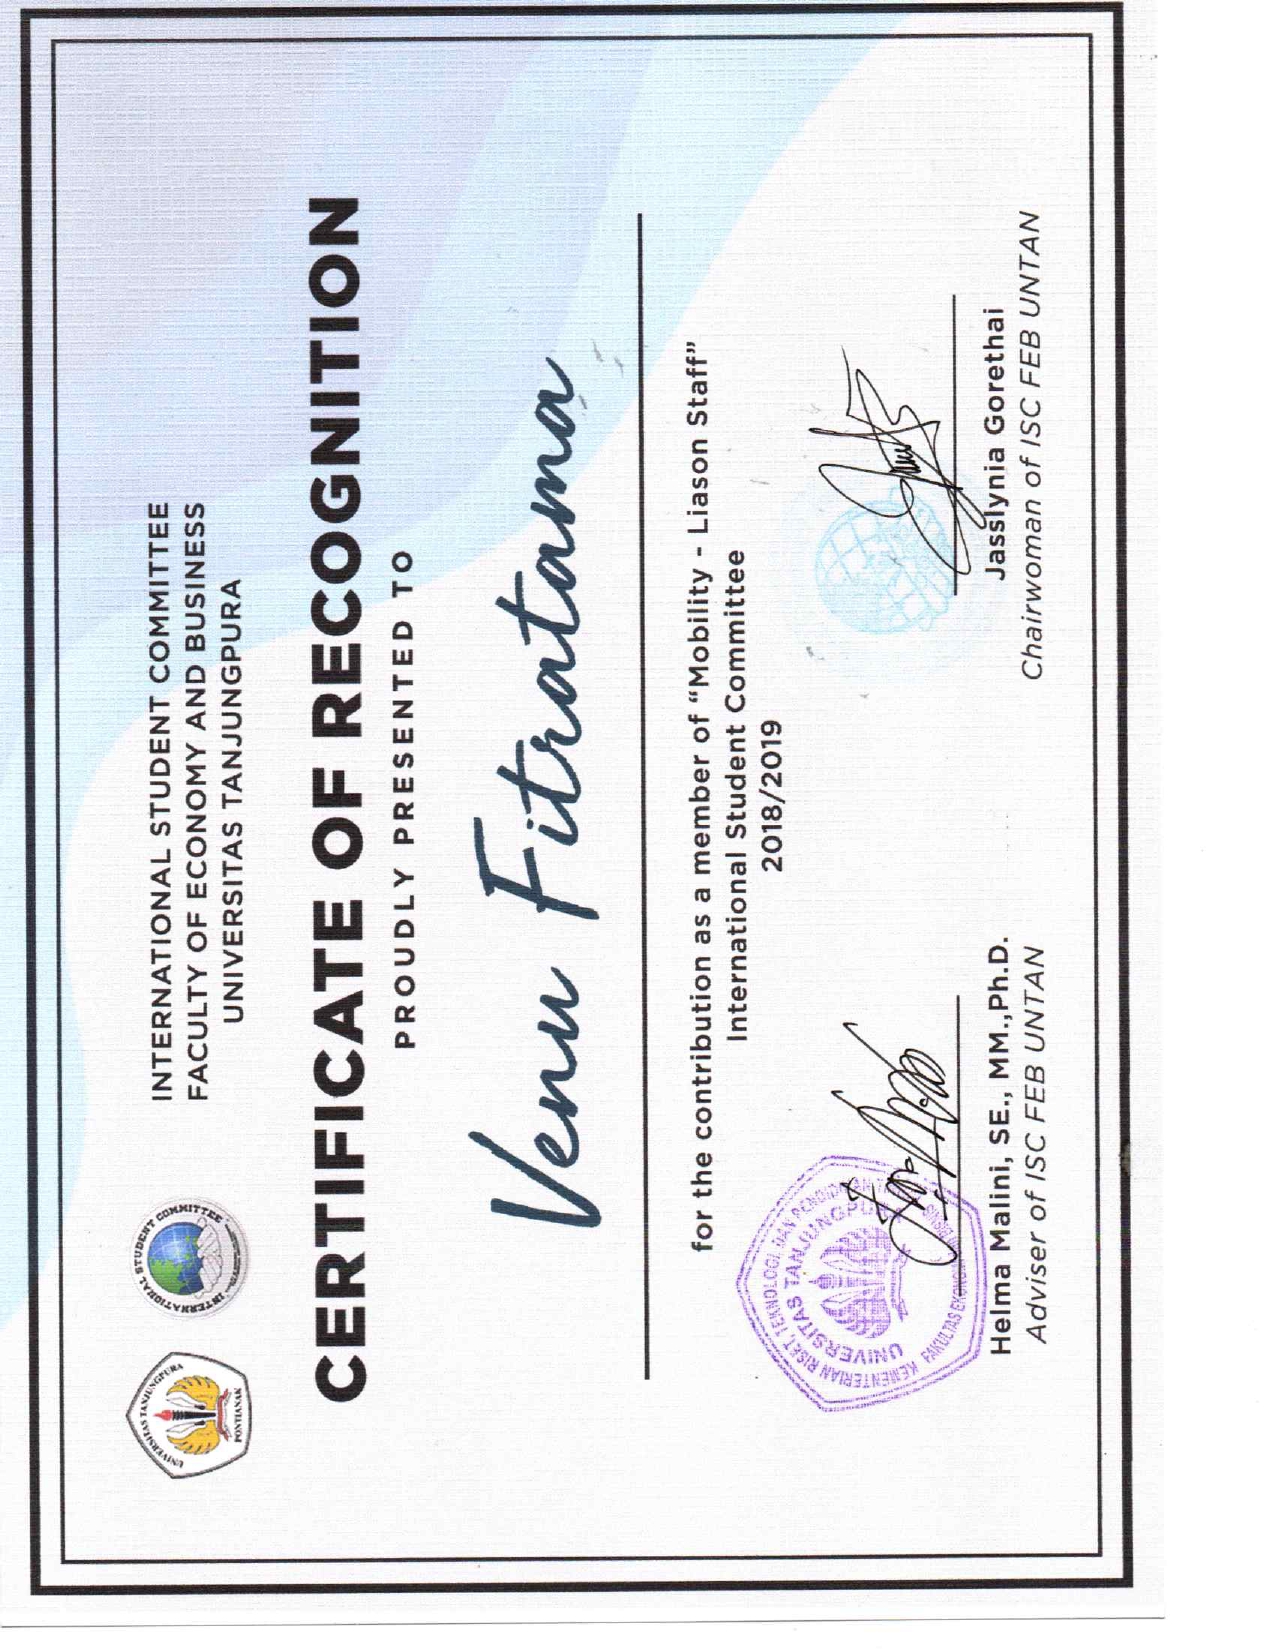 UNIVERSITAS TANJUNGPURA
PONTIANAK
INTERNATIONAL STUDENT COMMITTEE
INTERNATIONAL STUDENT COMMITTEE
FACULTY OF ECONOMY AND BUSINESS
UNIVERSITAS TANJUNGPURA
CERTIFICATE OF RECOGNITION
PROUDLY PRESENTED TO
Venu Fitratama
for the contribution as a member of “Mobility - Liason Staff”
International Student Committee
2018/2019
KEMENTERIAN RISET, TEKNOLOGI, DAN PENDIDIKAN
UNIVERSITAS TANJUNGPURA
FAKULTAS EKONOMI DAN BISNIS
Helma Malini, SE., MM.,Ph.D.
Adviser of ISC FEB UNTAN
Jasslynia Gorethai
Chairwoman of ISC FEB UNTAN